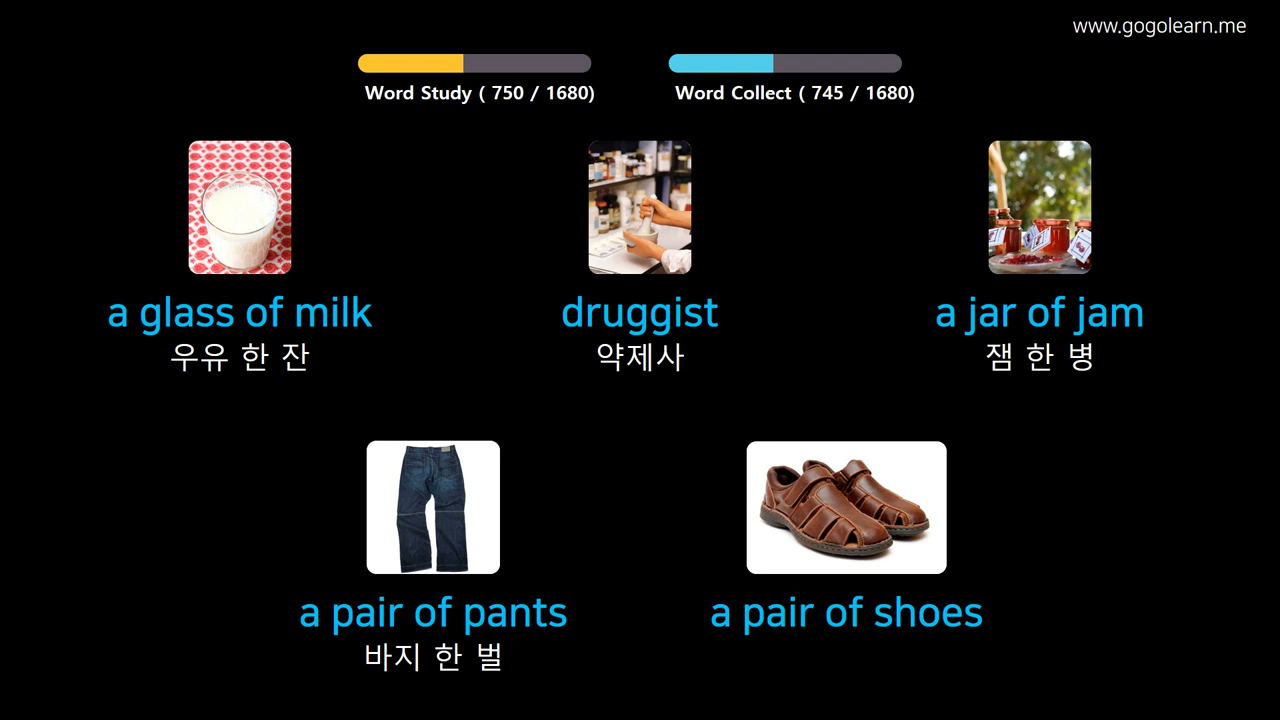 www.gogolearn.me
Word Study ( 750 / 1680)
Word Collect ( 745 / 1680)
a glass of milk
우유 한 잔
druggist
약제사
a jar of jam
잼 한 병
a pair of pants
바지 한 벌
a pair of shoes